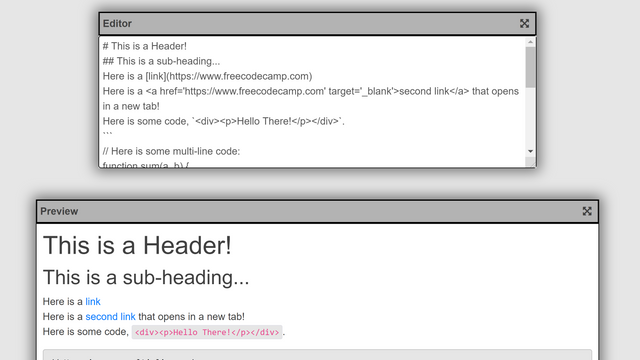 Editor
# This is a Header!
## This is a sub-heading...
Here is a [link](https://www.freecodecamp.com)
Here is a <a href='https://www.freecodecamp.com' target='_blank'>second link</a> that opens
in a new tab!
Here is some code, `<div><p>Hello There!</p></div>`.
```
// Here is some multi-line code:
function sum(a, b) {
Preview
This is a Header!
This is a sub-heading...
Here is a link
Here is a second link that opens in a new tab!
Here is some code, <div><p>Hello There!</p></div>.